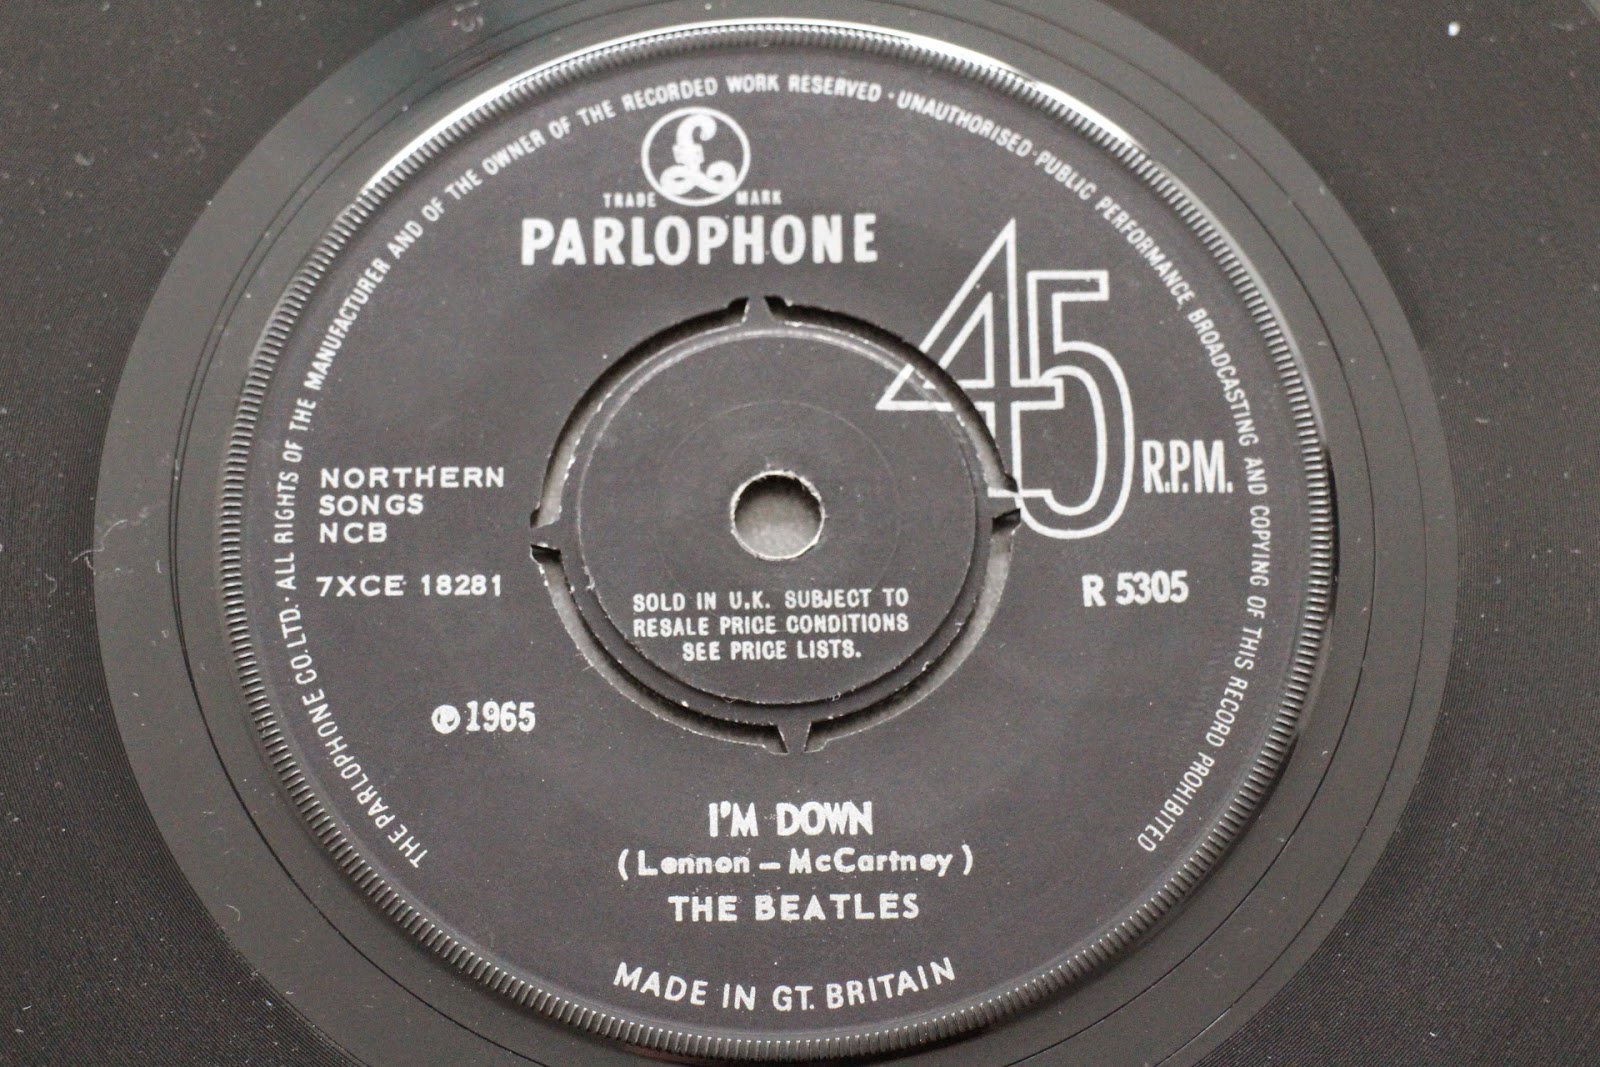 THE PARLOPHONE CO. LTD. · ALL RIGHTS OF THE MANUFACTURER AND OF THE OWNER OF THE RECORDED WORK RESERVED · UNAUTHORISED · PUBLIC PERFORMANCE BROADCASTING AND COPYING OF THIS RECORD PROHIBITED
£
TRADE MARK
PARLOPHONE
45
R.P.M.
NORTHERN
SONGS
NCB
7XCE 18281
R 5305
SOLD IN U.K. SUBJECT TO
RESALE PRICE CONDITIONS
SEE PRICE LISTS.
℗1965
I'M DOWN
(Lennon – McCartney)
THE BEATLES
MADE IN GT. BRITAIN